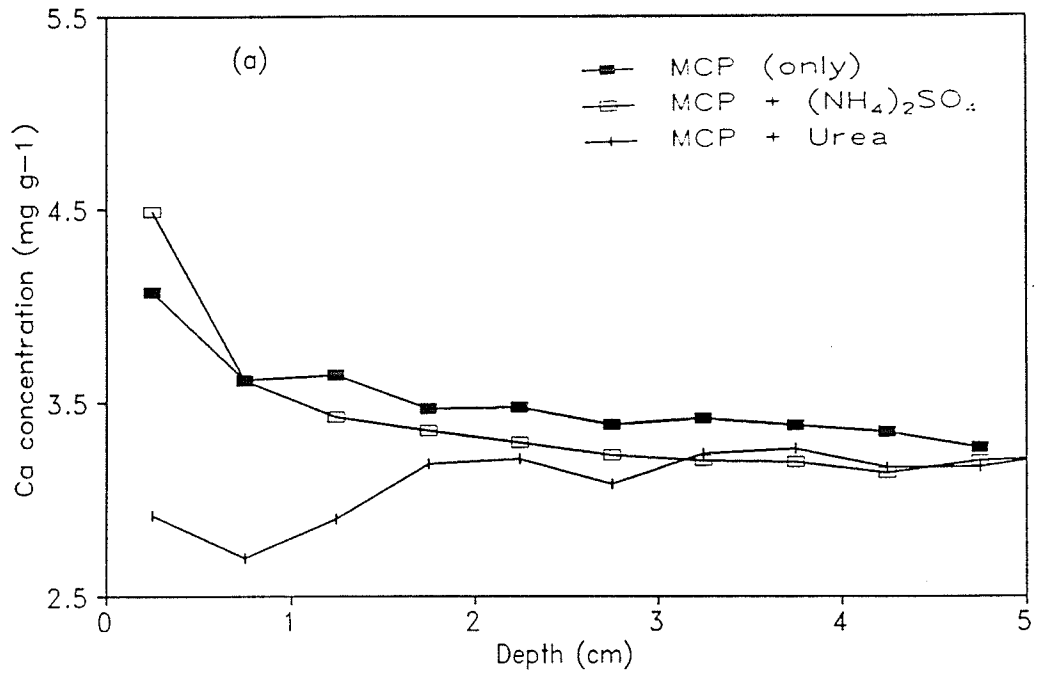 5.5
(a)
MCP (only)
MCP + (NH₄)₂SO₄
MCP + Urea
4.5
3.5
2.5
Ca concentration (mg g-1)
0 1 2 3 4 5
Depth (cm)